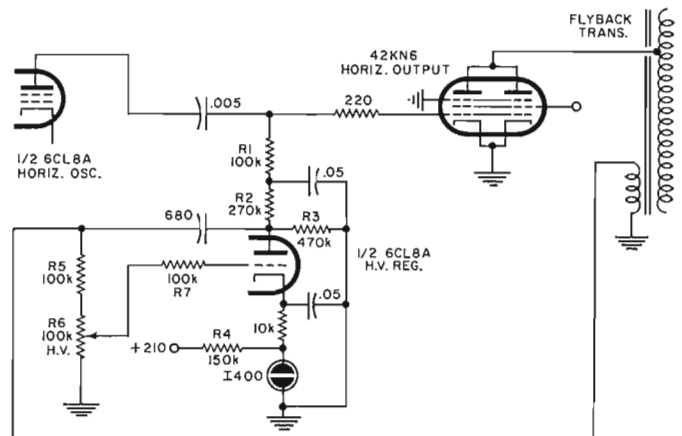 FLYBACK
TRANS.
42KN6
HORIZ. OUTPUT
.005
220
1/2 6CL8A
HORIZ. OSC.
R1
100k
.05
R2
270k
680
R3
470k
1/2 6CL8A
H.V. REG.
R5
100k
100k
R7
.05
R6
100k
H.V.
10k
+210
R4
150k
I400